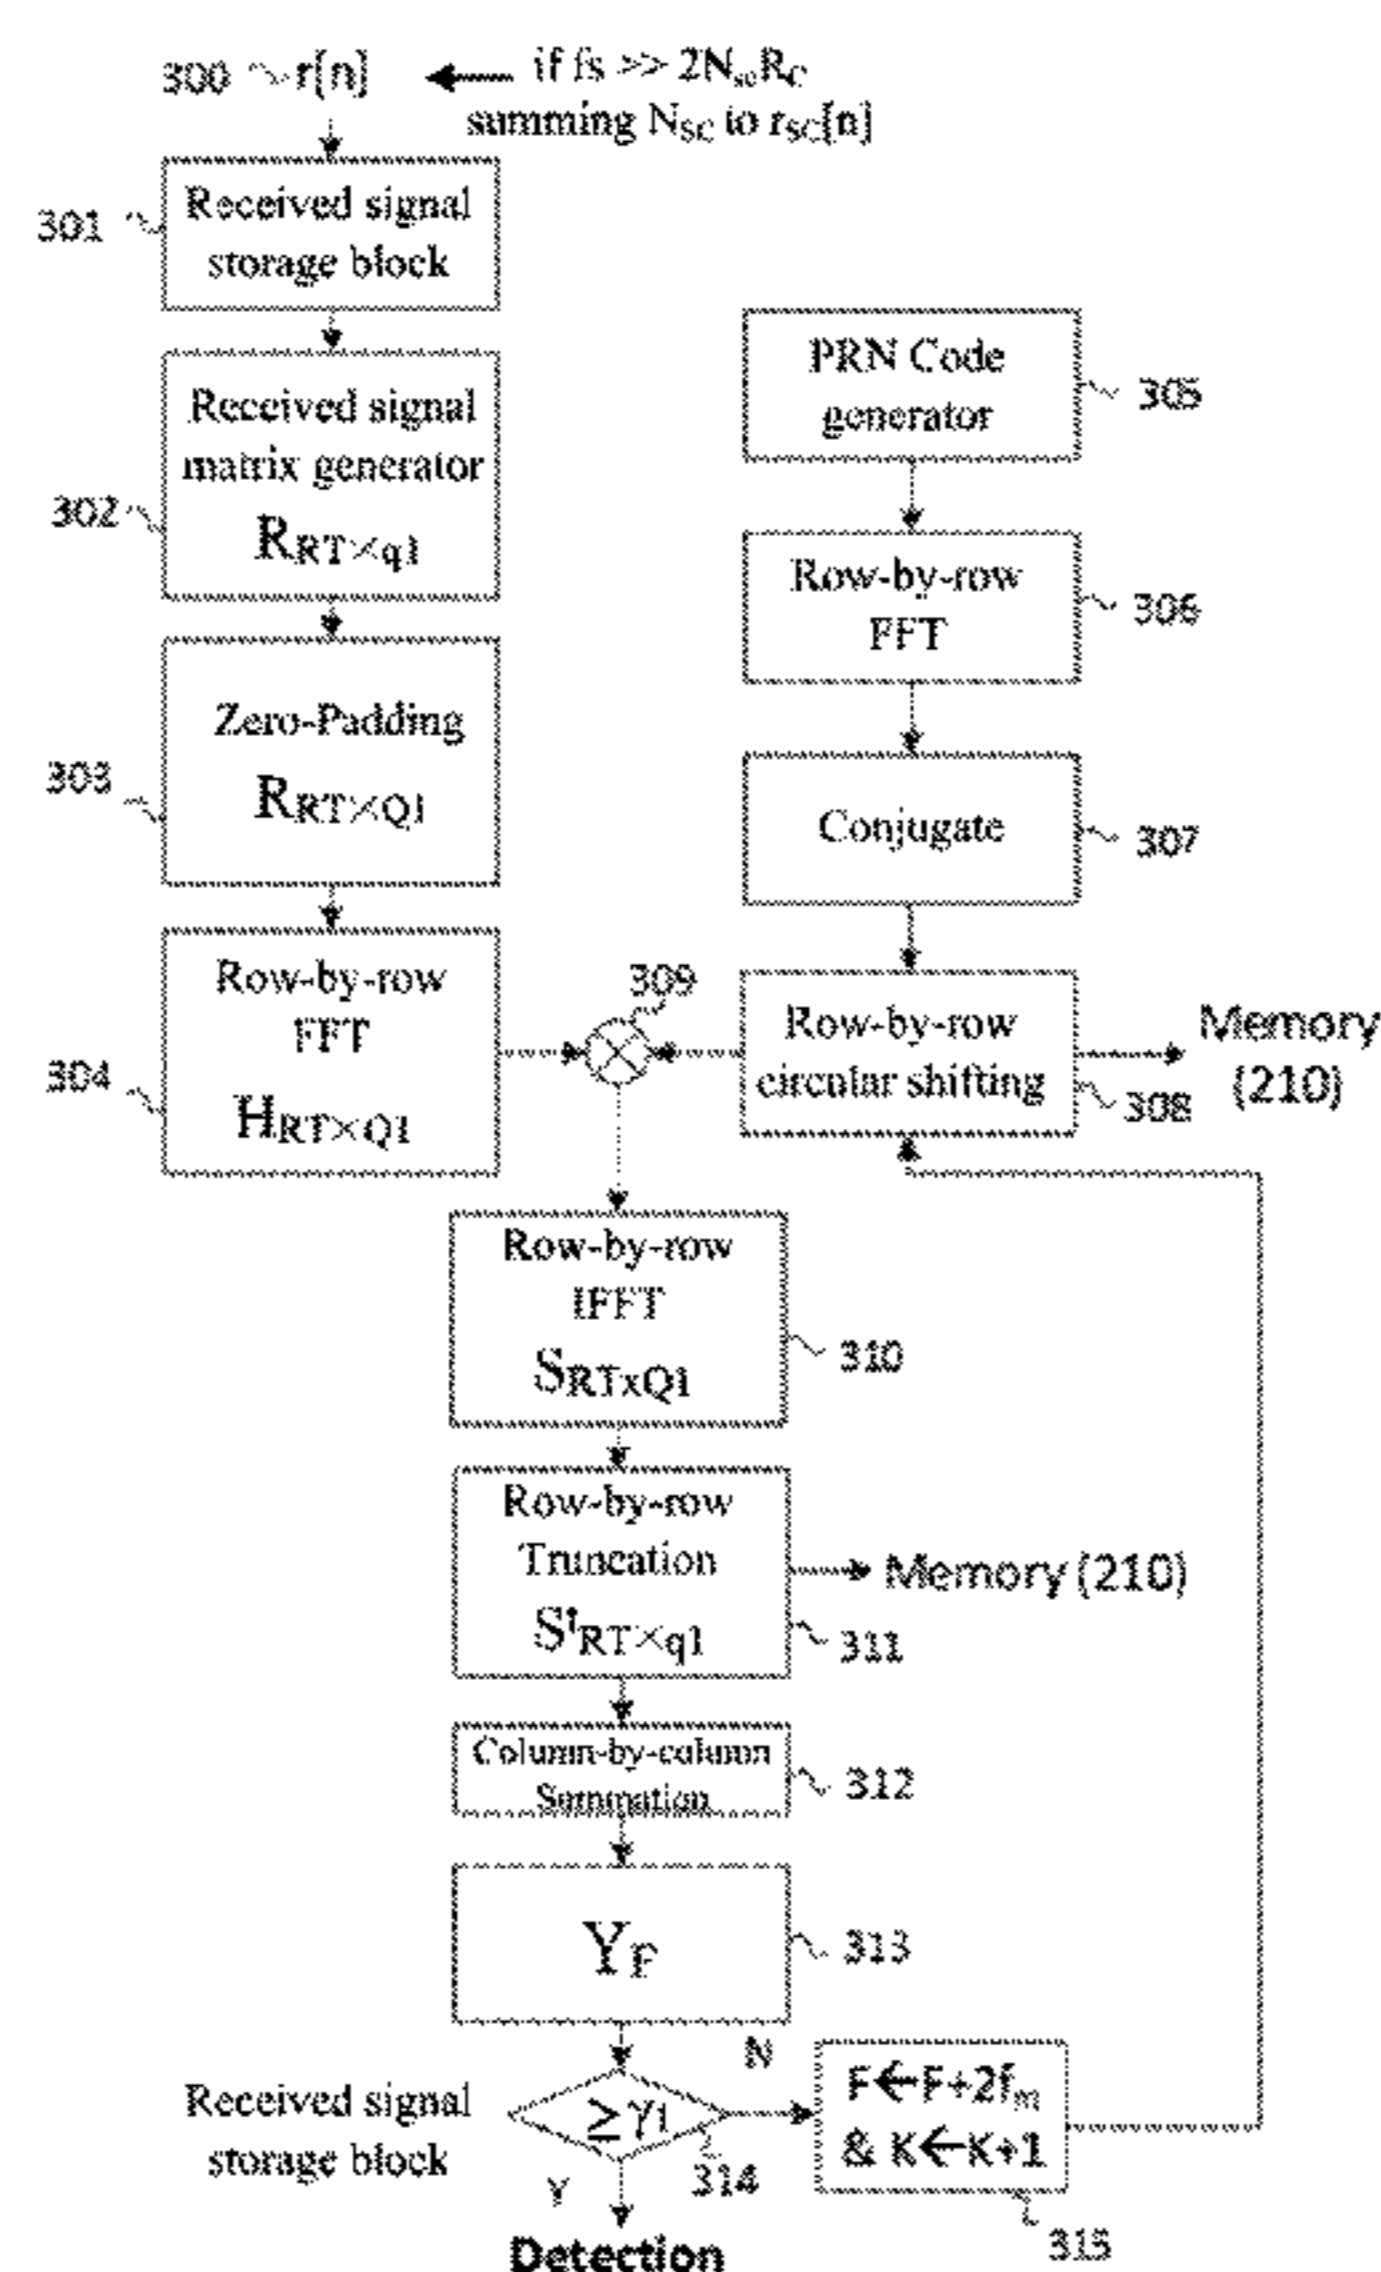 300 r[n] if fs >> 2NscRC
summing NSC to rSC[n]
301
Received signal
storage block
302
Received signal
matrix generator
RRT×q1
303
Zero-Padding
RRT×Q1
304
Row-by-row
FFT
HRT×Q1
PRN Code
generator
305
Row-by-row
FFT
306
Conjugate
307
309
Row-by-row
circular shifting
308
Memory
(210)
Row-by-row
IFFT
SRTxQ1
310
Row-by-row
Truncation
S'RT×q1
311
Memory (210)
Column-by-column
Summation
312
YF
313
Received signal
storage block
≥γ1
314
N
Y
F←F+2fm
& K←K+1
315
Detection